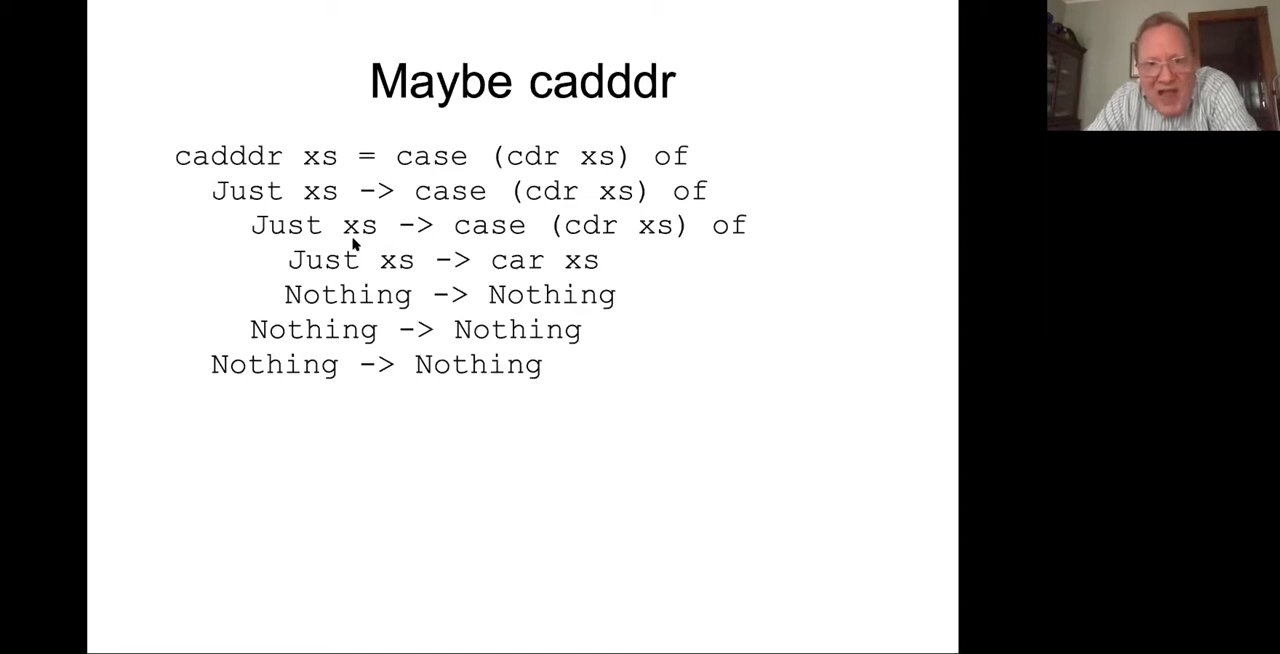 Maybe cadddr
cadddr xs = case (cdr xs) of
Just xs -> case (cdr xs) of
Just xs -> case (cdr xs) of
Just xs -> car xs
Nothing -> Nothing
Nothing -> Nothing
Nothing -> Nothing